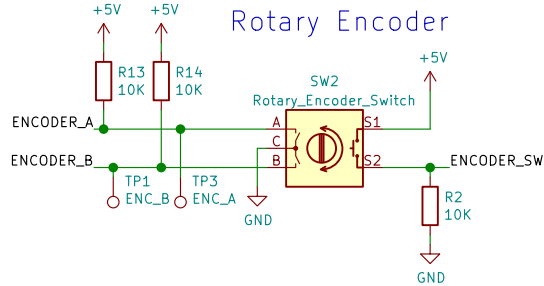 +5V
+5V
Rotary Encoder
R13
10K
R14
10K
+5V
SW2
Rotary_Encoder_Switch
ENCODER_A
A
S1
C
ENCODER_B
B
S2
ENCODER_SW
TP1
ENC_B
TP3
ENC_A
GND
R2
10K
GND